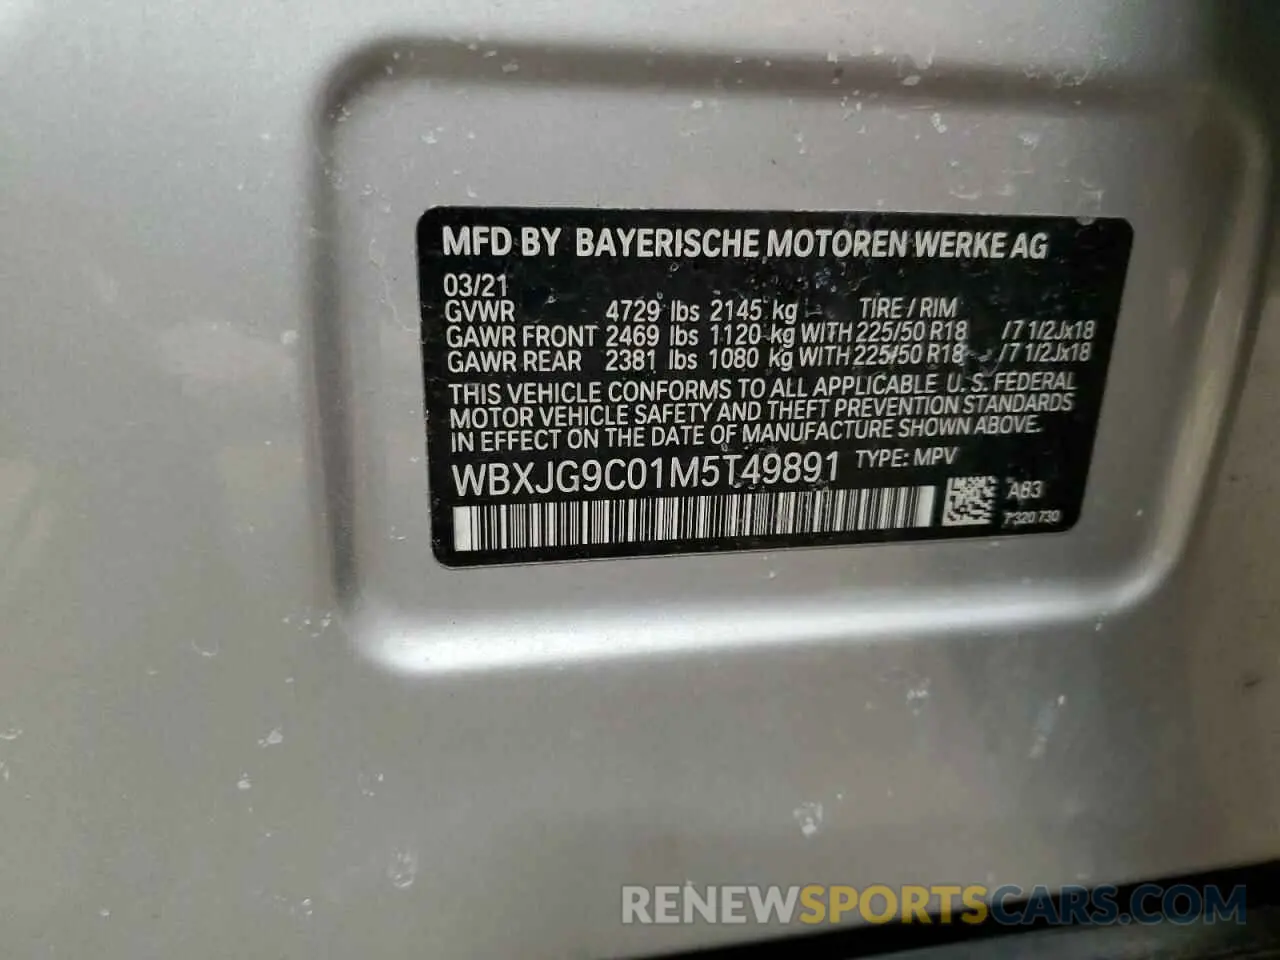 MFD BY BAYERISCHE MOTOREN WERKE AG
03/21
GVWR 4729 lbs 2145 kg TIRE / RIM
GAWR FRONT 2469 lbs 1120 kg WITH 225/50 R18 /7 1/2Jx18
GAWR REAR 2381 lbs 1080 kg WITH 225/50 R18 /7 1/2Jx18
THIS VEHICLE CONFORMS TO ALL APPLICABLE U. S. FEDERAL
MOTOR VEHICLE SAFETY AND THEFT PREVENTION STANDARDS
IN EFFECT ON THE DATE OF MANUFACTURE SHOWN ABOVE.
WBXJG9C01M5T49891 TYPE: MPV
A83
7320 730
RENEWSPORTSCARS.COM